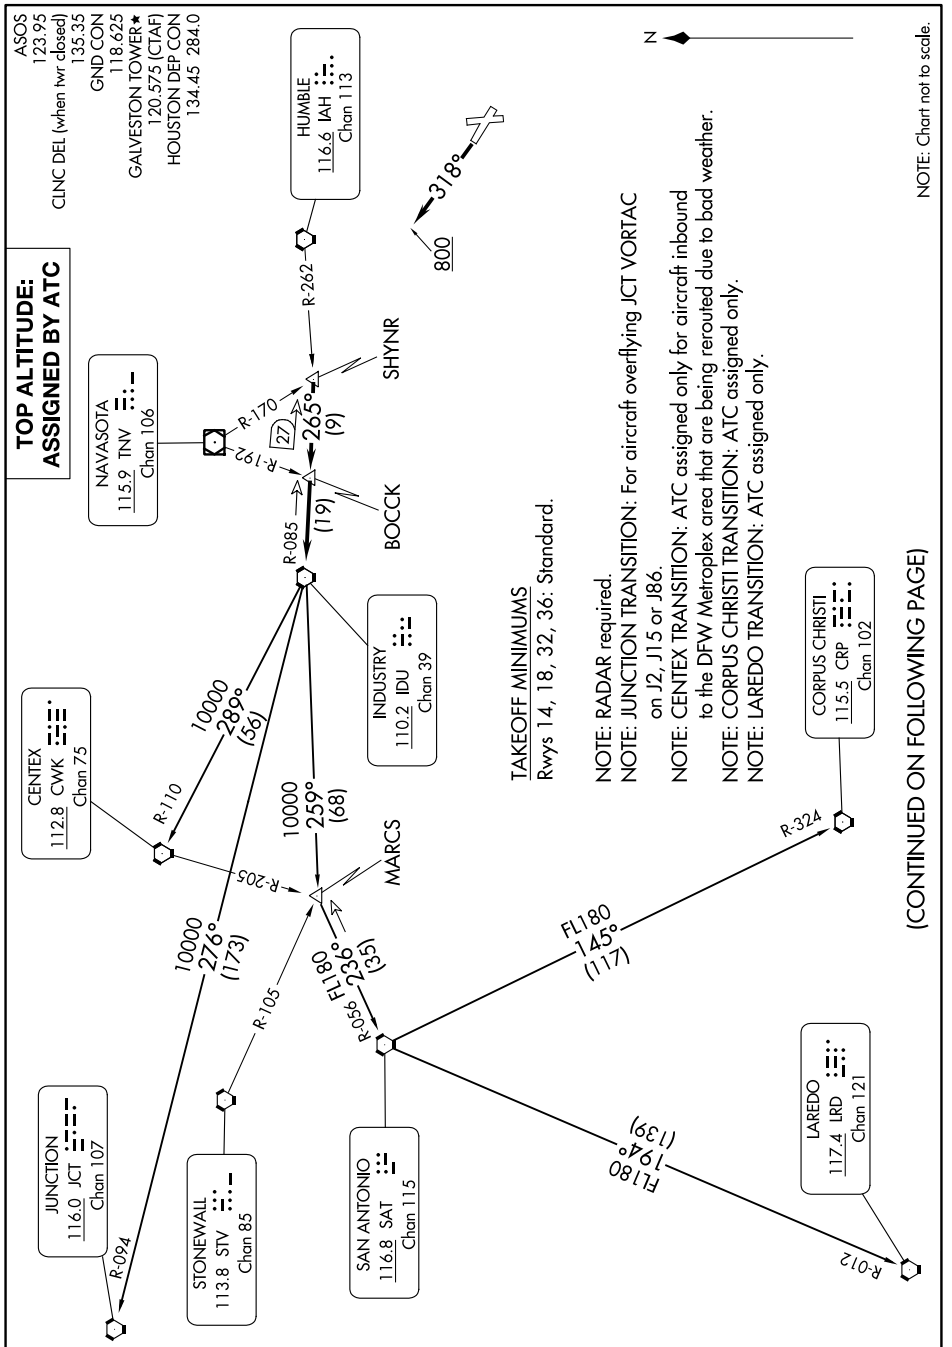 ASOS
123.95
CLNC DEL (when twr closed)
135.35
GND CON
118.625
GALVESTON TOWER★
120.575 (CTAF)
HOUSTON DEP CON
134.45 284.0
TOP ALTITUDE:
ASSIGNED BY ATC
HUMBLE
116.6 IAH
Chan 113
NAVASOTA
115.9 TNV
Chan 106
CENTEX
112.8 CWK
Chan 75
JUNCTION
116.0 JCT
Chan 107
STONEWALL
113.8 STV
Chan 85
INDUSTRY
110.2 IDU
Chan 39
SAN ANTONIO
116.8 SAT
Chan 115
CORPUS CHRISTI
115.5 CRP
Chan 102
LAREDO
117.4 LRD
Chan 121
N
318°
800
R-262
SHYNR
R-170
27
265°
(9)
R-192
BOCCK
R-085
(19)
10000
289°
(56)
R-110
10000
276°
(173)
R-094
10000
259°
(68)
MARCS
R-205
R-105
FL180
236°
(35)
R-056
FL180
145°
(117)
R-324
FL180
194°
(139)
R-012
TAKEOFF MINIMUMS
Rwys 14, 18, 32, 36: Standard.
NOTE: RADAR required.
NOTE: JUNCTION TRANSITION: For aircraft overflying JCT VORTAC
on J2, J15 or J86.
NOTE: CENTEX TRANSITION: ATC assigned only for aircraft inbound
to the DFW Metroplex area that are being rerouted due to bad weather.
NOTE: CORPUS CHRISTI TRANSITION: ATC assigned only.
NOTE: LAREDO TRANSITION: ATC assigned only.
(CONTINUED ON FOLLOWING PAGE)
NOTE: Chart not to scale.